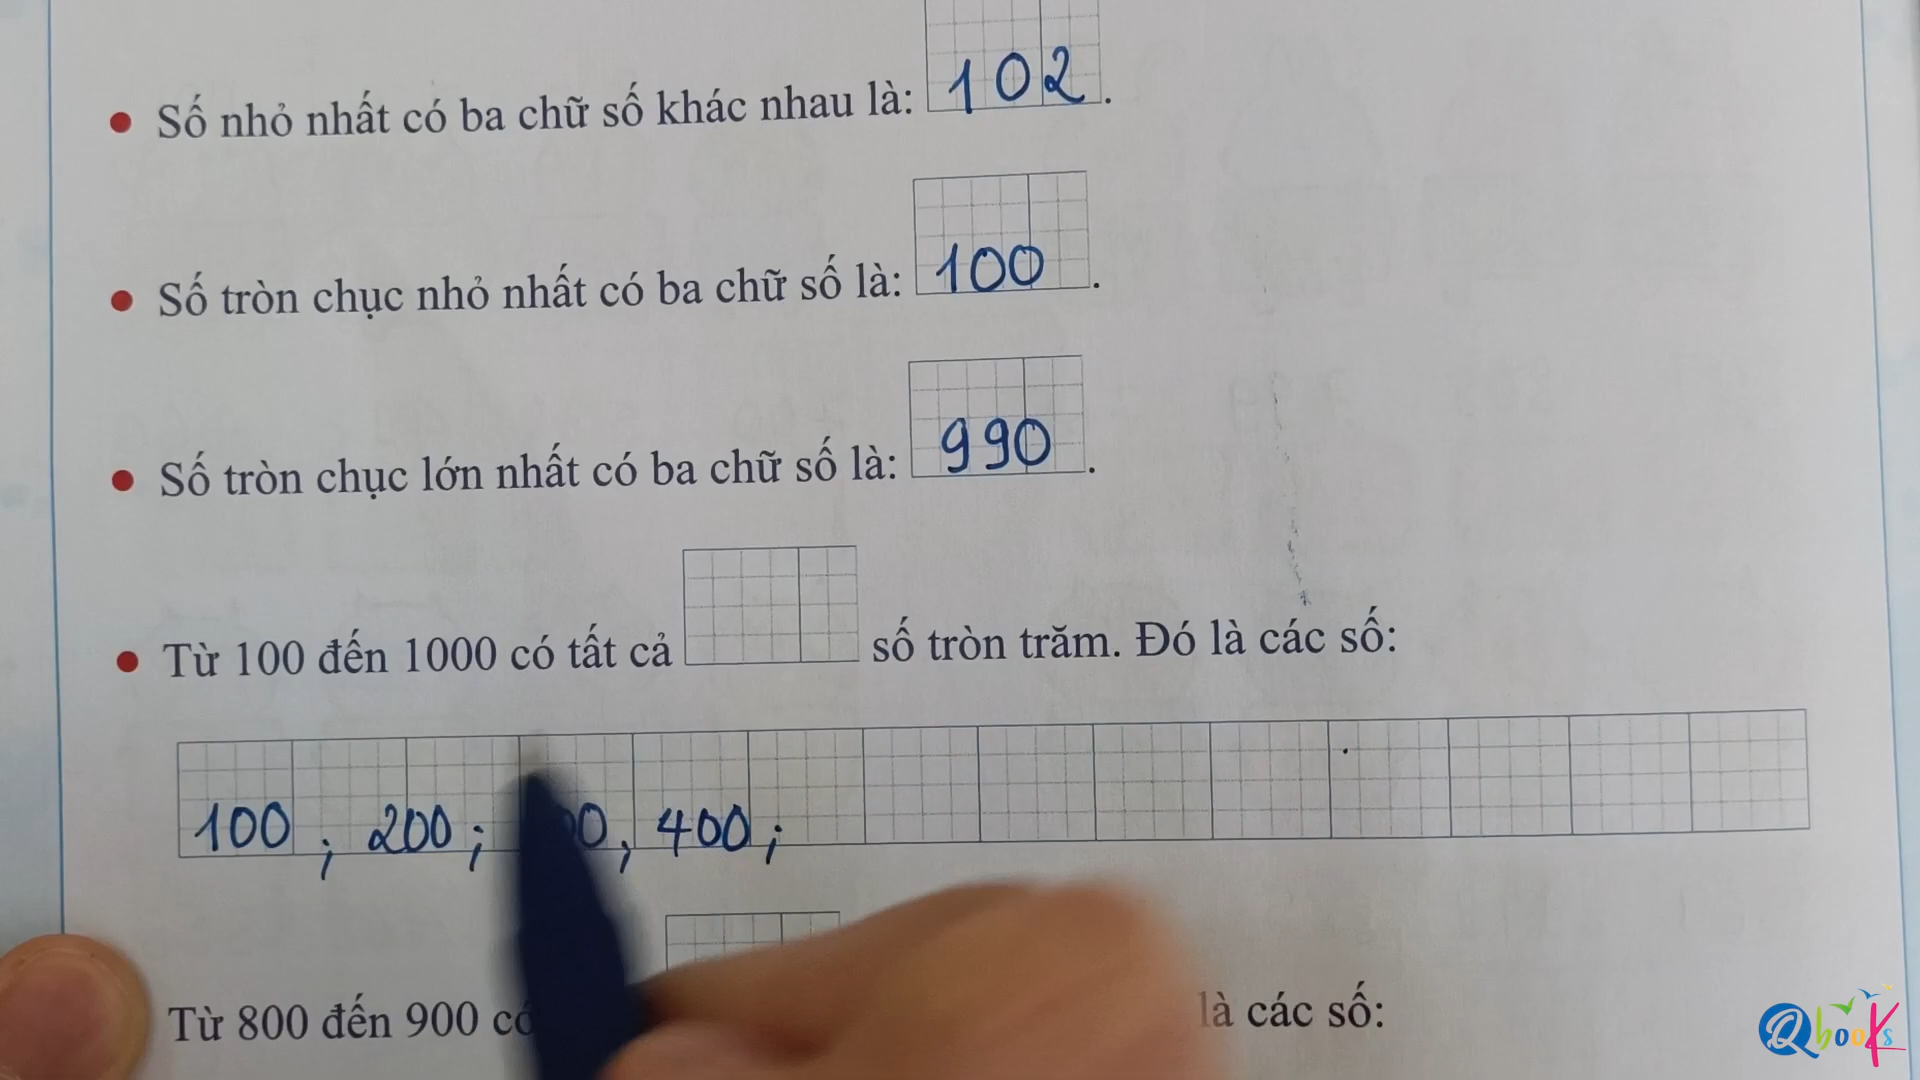 • Số nhỏ nhất có ba chữ số khác nhau là: 102.
• Số tròn chục nhỏ nhất có ba chữ số là: 100.
• Số tròn chục lớn nhất có ba chữ số là: 990.
• Từ 100 đến 1000 có tất cả số tròn trăm. Đó là các số:
100; 200; 00, 400;
Từ 800 đến 900 có là các số:
Qbooks